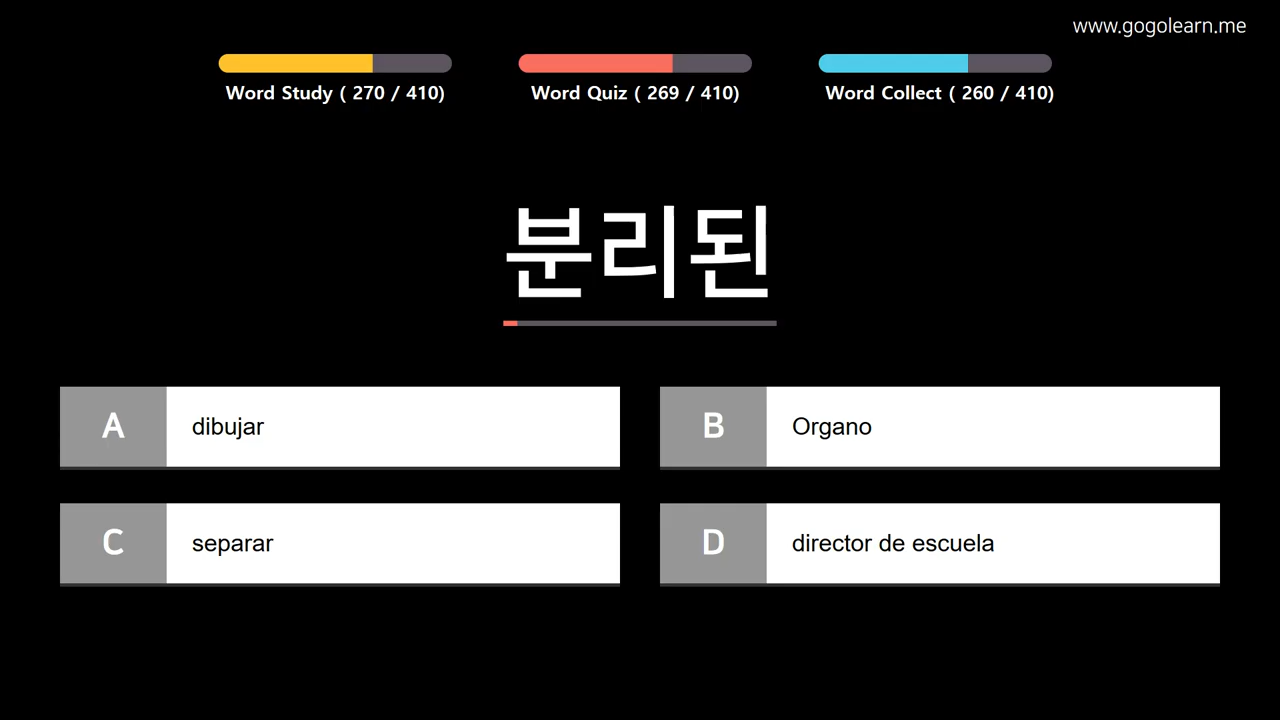 www.gogolearn.me
Word Study ( 270 / 410)
Word Quiz ( 269 / 410)
Word Collect ( 260 / 410)
분리된
A dibujar
B Organo
C separar
D director de escuela